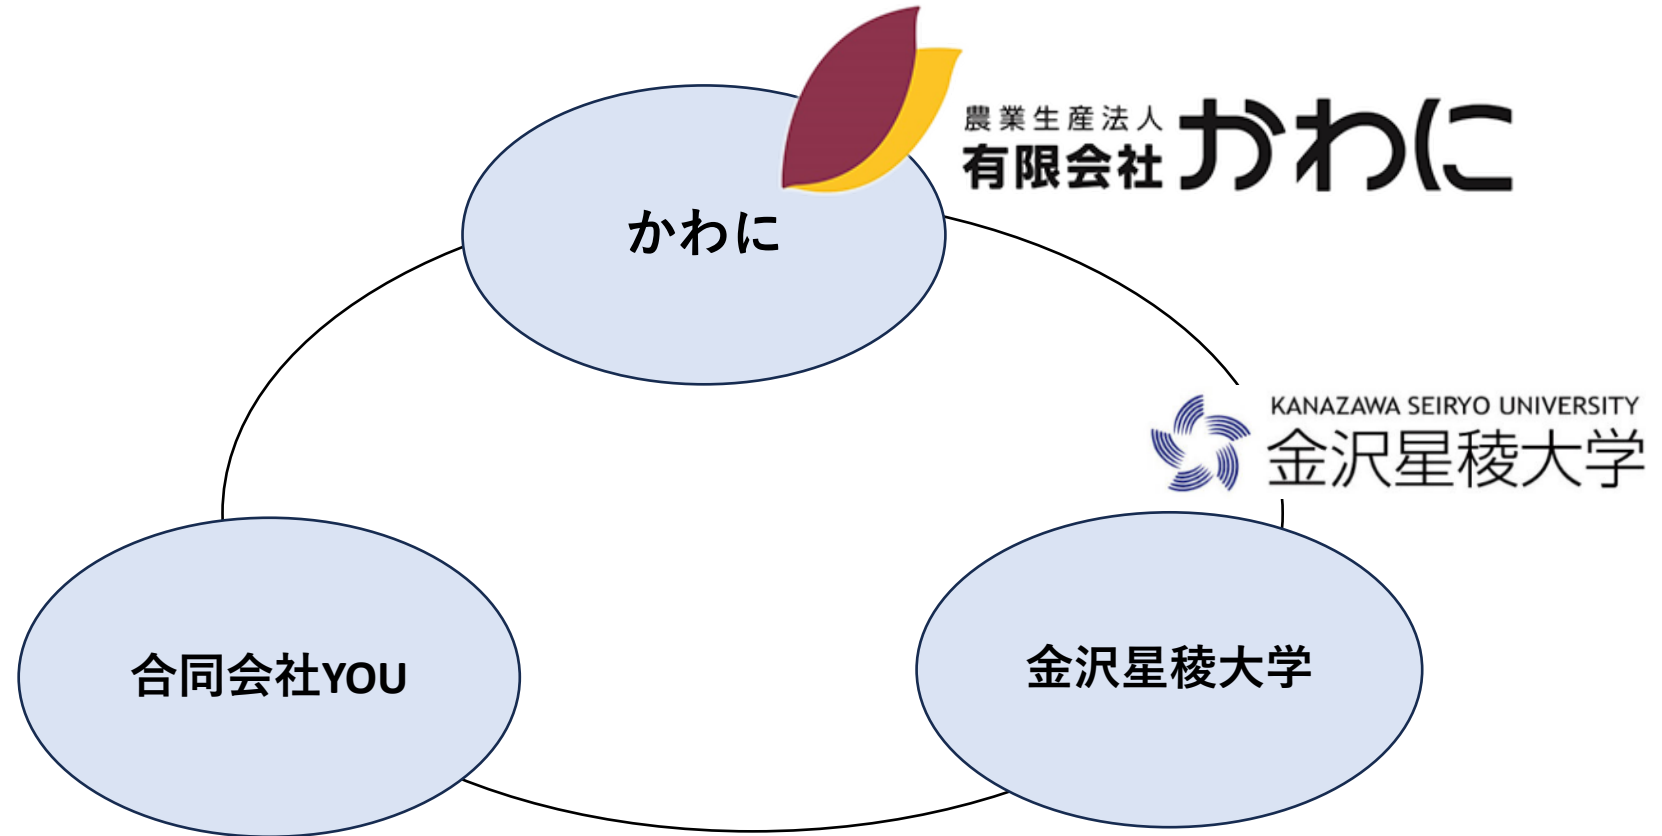 農業生産法人
有限会社 かわに
かわに
KANAZAWA SEIRYO UNIVERSITY
金沢星稜大学
合同会社YOU
金沢星稜大学